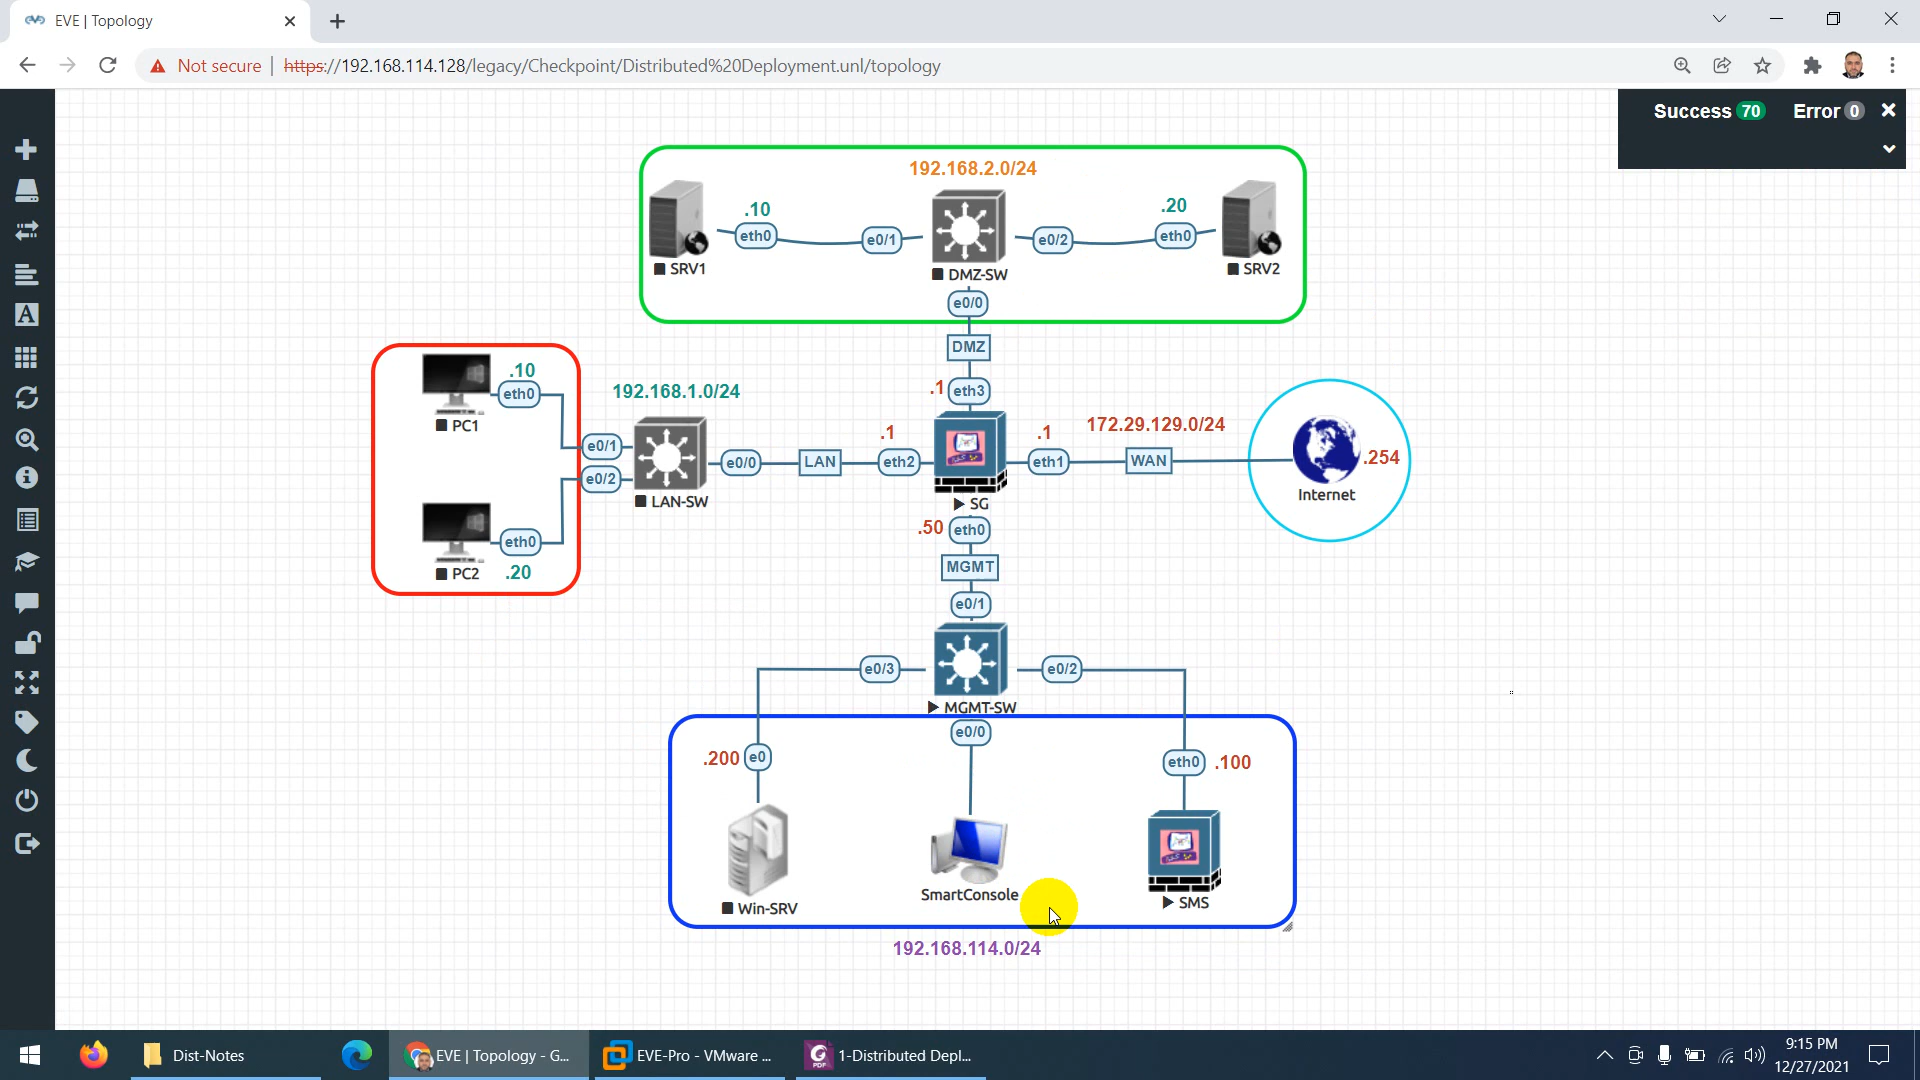 EVE | Topology
Not secure | https://192.168.114.128/legacy/Checkpoint/Distributed%20Deployment.unl/topology
Success 70 Error 0
192.168.2.0/24
.10
.20
eth0
e0/1
e0/2
eth0
SRV1
DMZ-SW
SRV2
e0/0
DMZ
.10
eth0
192.168.1.0/24
.1
eth3
PC1
.1
.1
172.29.129.0/24
e0/1
e0/0
LAN
eth2
eth1
WAN
.254
e0/2
LAN-SW
SG
Internet
.50
eth0
eth0
PC2
.20
MGMT
e0/1
e0/3
e0/2
MGMT-SW
e0/0
.200
e0
eth0
.100
SmartConsole
Win-SRV
SMS
192.168.114.0/24
Dist-Notes
EVE | Topology - G...
EVE-Pro - VMware ...
PDF
1-Distributed Depl...
9:15 PM
12/27/2021